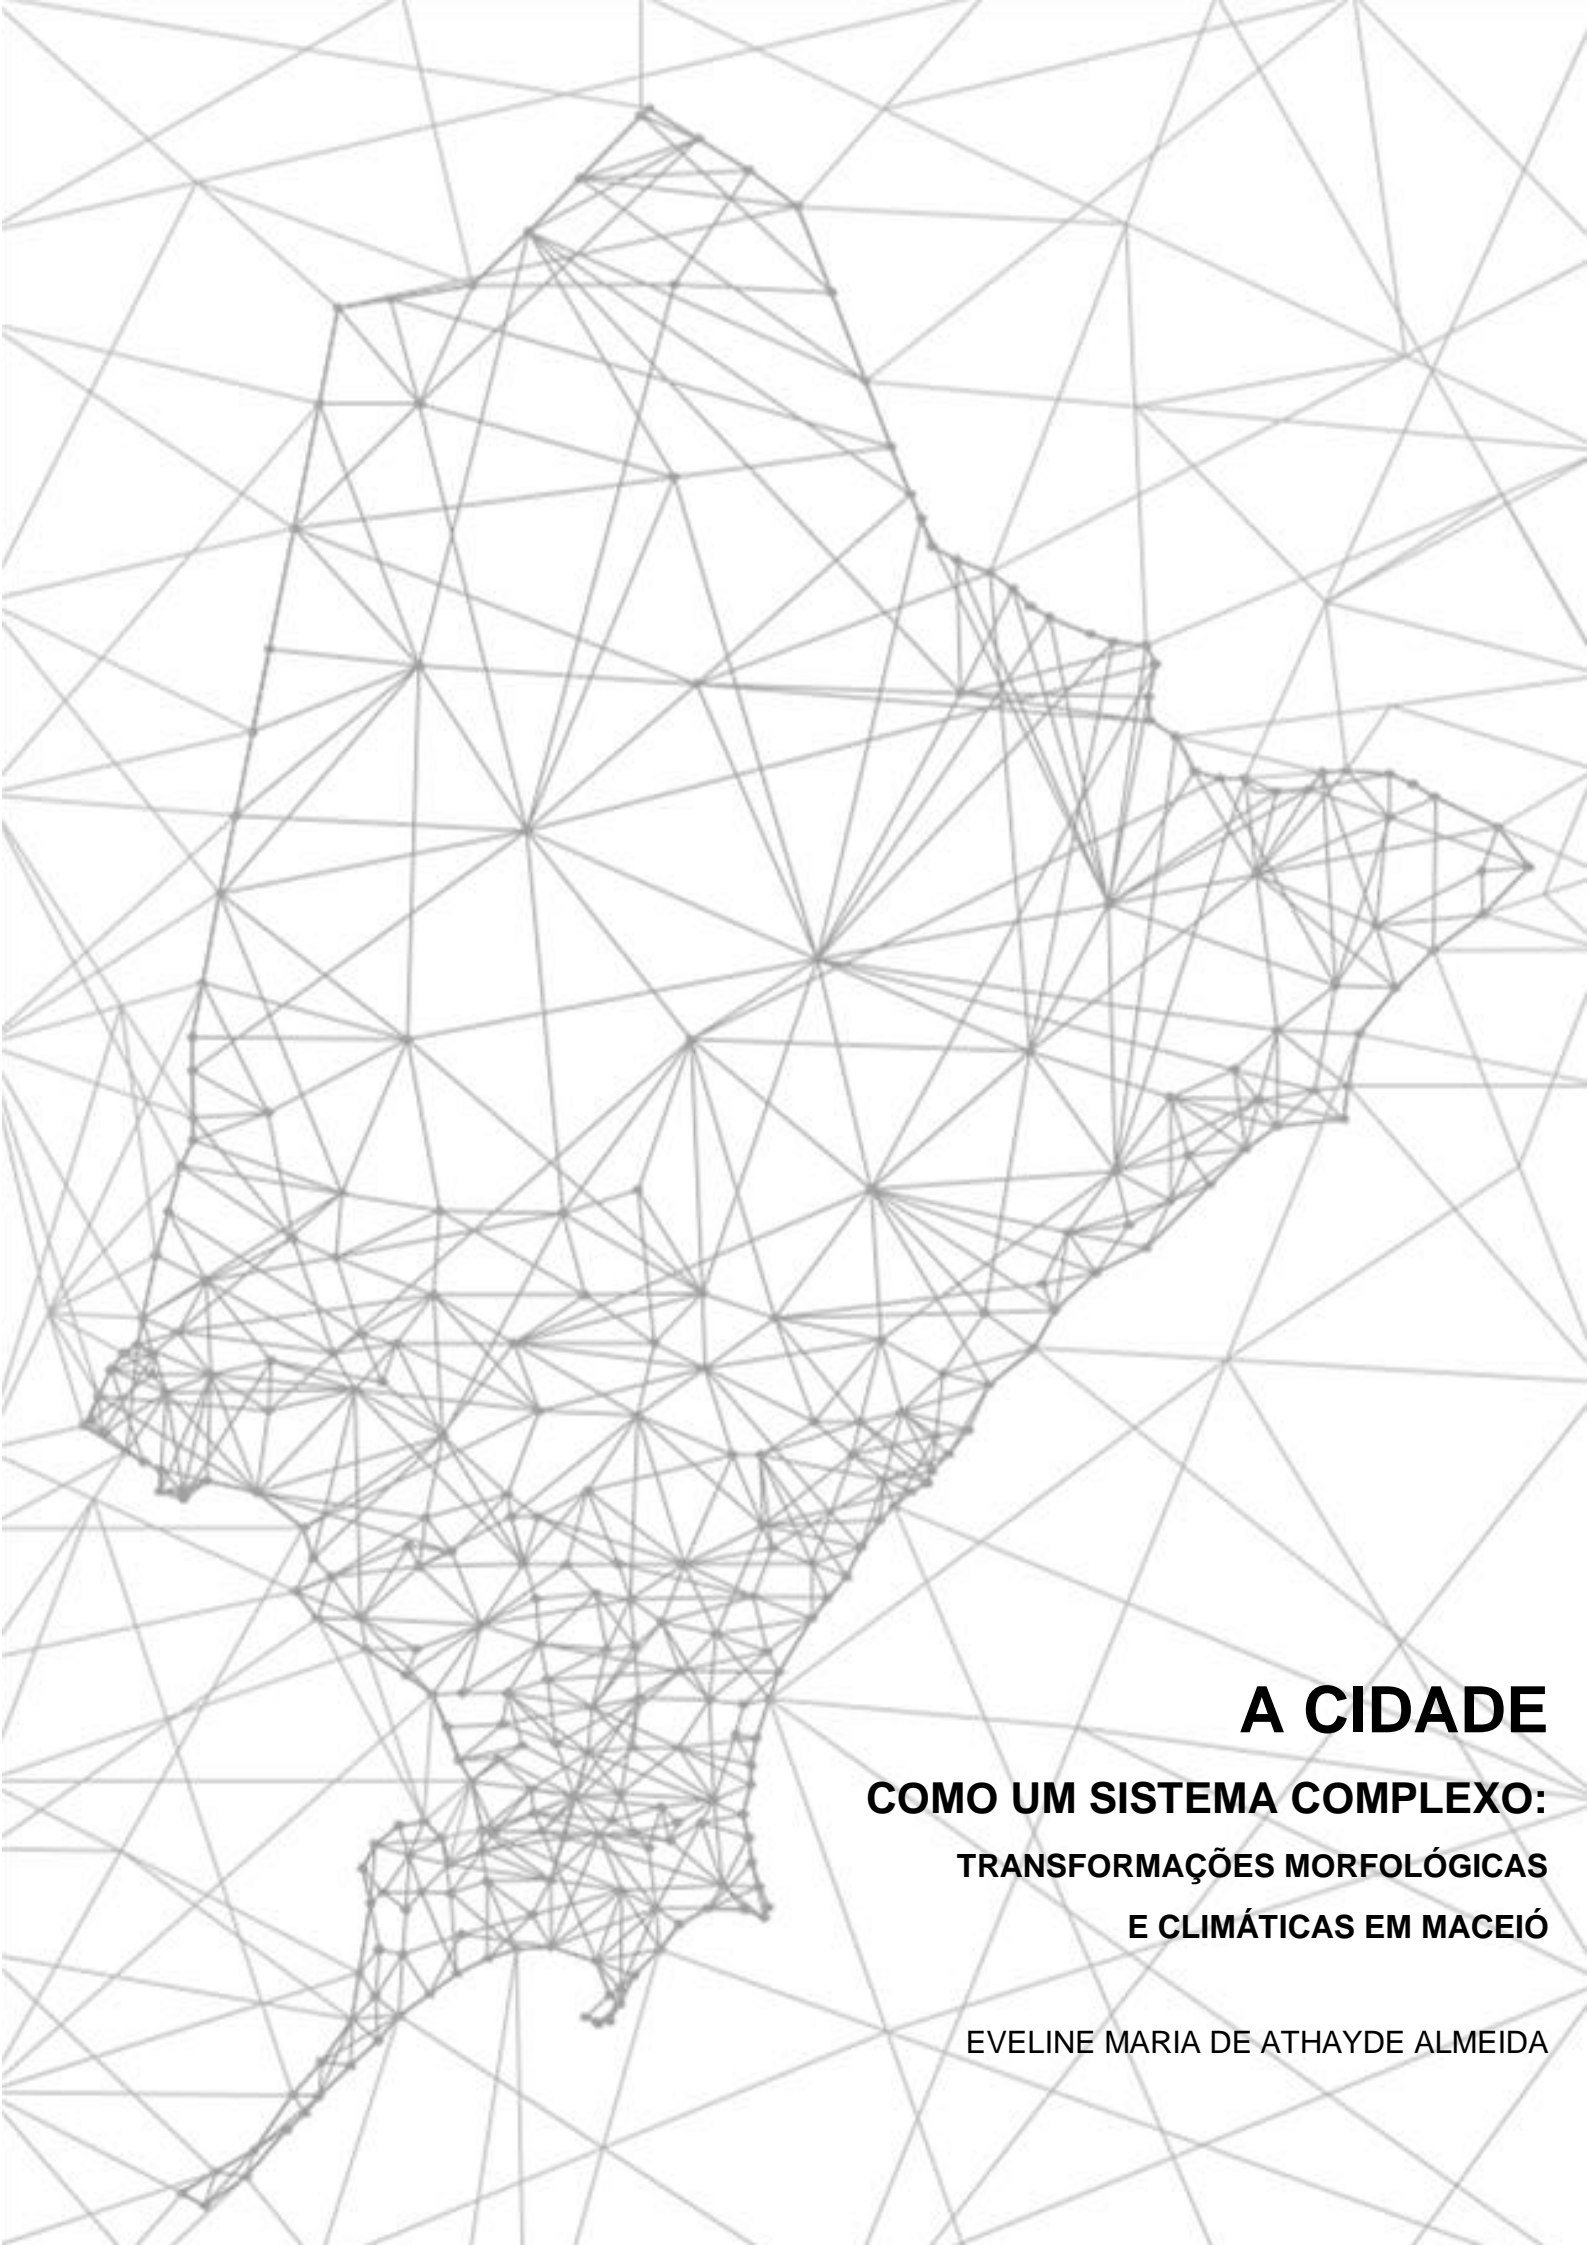 A CIDADE
COMO UM SISTEMA COMPLEXO:
TRANSFORMAÇÕES MORFOLÓGICAS
E CLIMÁTICAS EM MACEIÓ
EVELINE MARIA DE ATHAYDE ALMEIDA